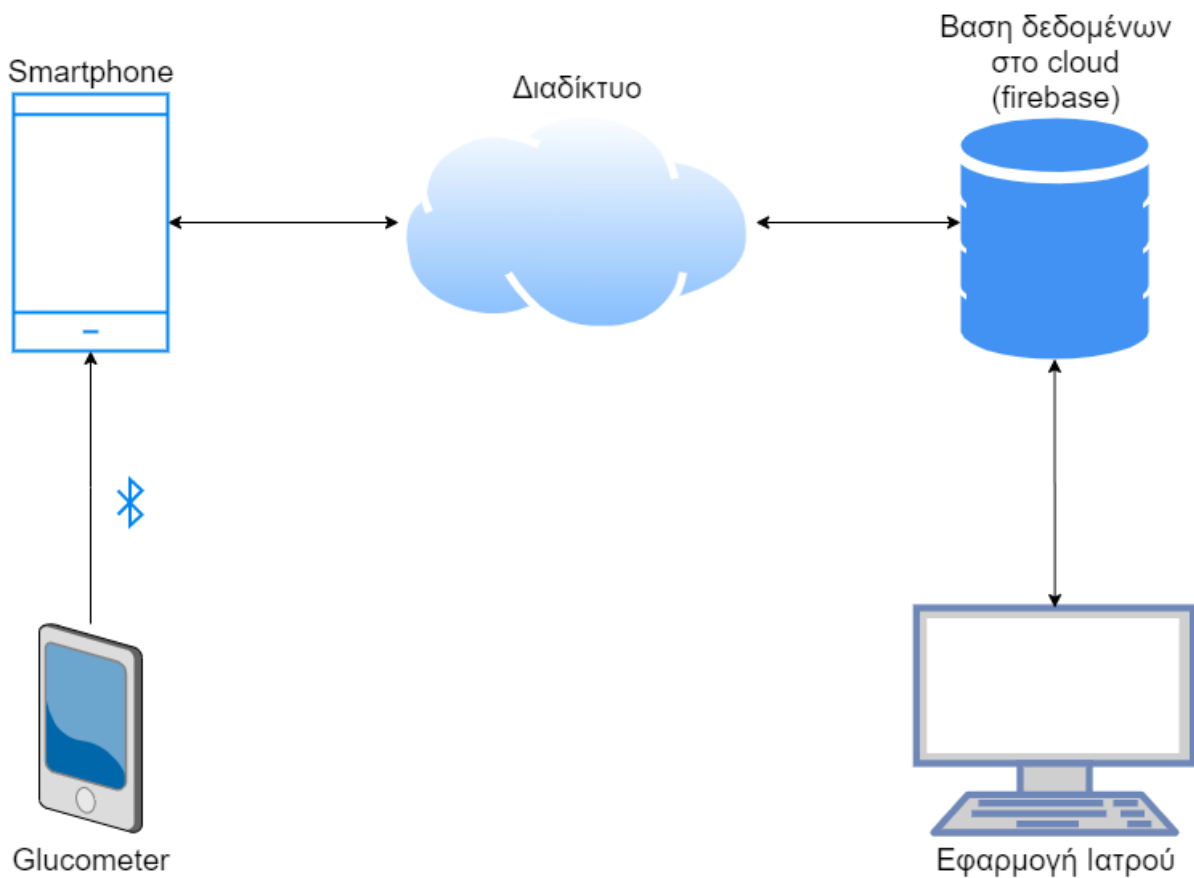 Smartphone
Διαδίκτυο
Βαση δεδομένων
στο cloud
(firebase)
Glucometer
Εφαρμογή Ιατρού